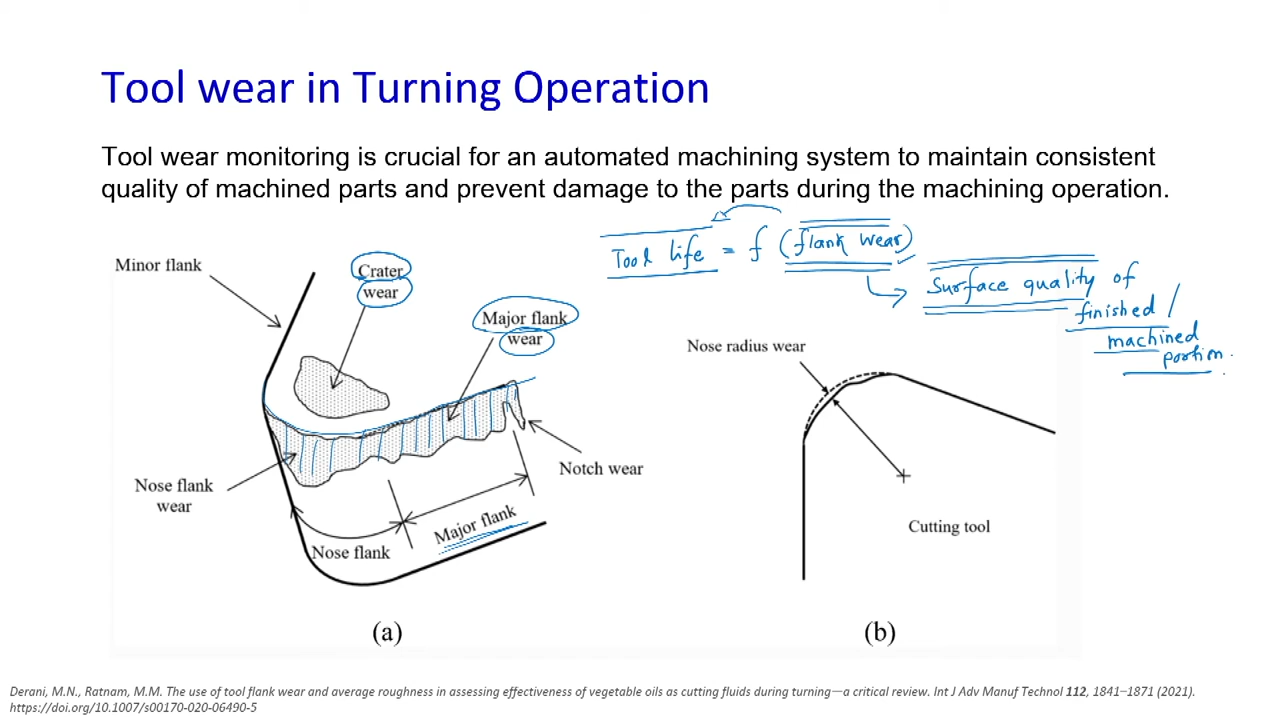 Tool wear in Turning Operation
Tool wear monitoring is crucial for an automated machining system to maintain consistent
quality of machined parts and prevent damage to the parts during the machining operation.
Tool life = f (flank wear)
Surface quality of
finished /
machined
portion.
Minor flank
Crater
wear
Major flank
wear
Notch wear
Nose flank
wear
Nose flank
Major flank
(a)
Nose radius wear
Cutting tool
(b)
Derani, M.N., Ratnam, M.M. The use of tool flank wear and average roughness in assessing effectiveness of vegetable oils as cutting fluids during turning—a critical review. Int J Adv Manuf Technol 112, 1841–1871 (2021).
https://doi.org/10.1007/s00170-020-06490-5